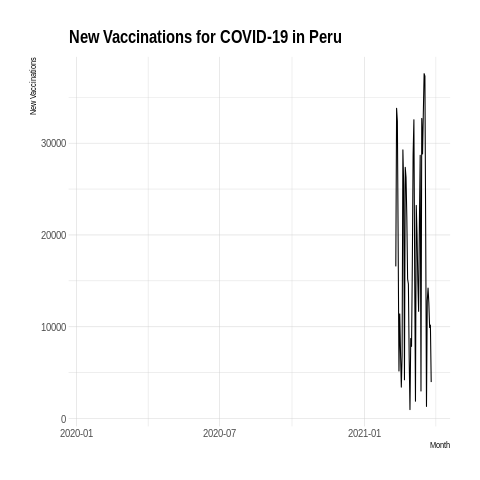 New Vaccinations for COVID-19 in Peru
New Vaccinations
30000
20000
10000
0
2020-01 2020-07 2021-01
Month